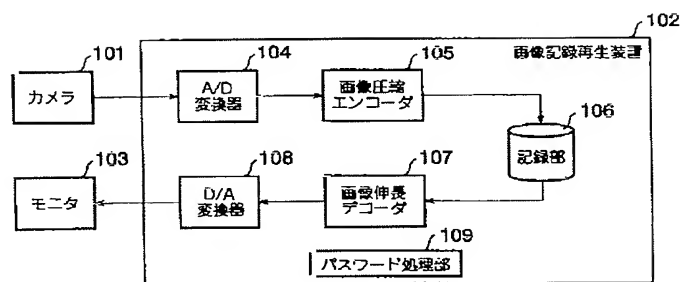 102
画像記録再生装置
101
カメラ
104
A/D
変換器
105
画像圧縮
エンコーダ
106
記録部
103
モニタ
108
D/A
変換器
107
画像伸長
デコーダ
109
パスワード処理部